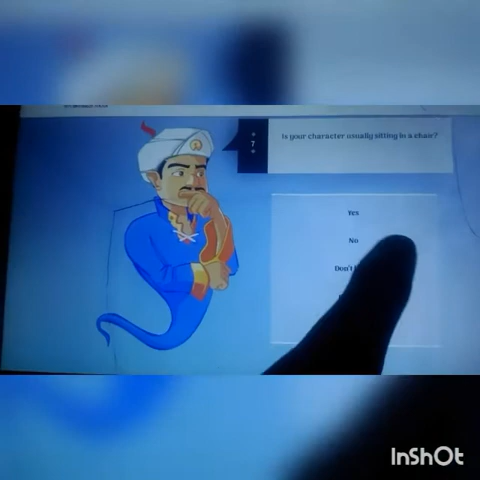 7
Is your character usually sitting in a chair?
Yes
No
Don't
InShOt